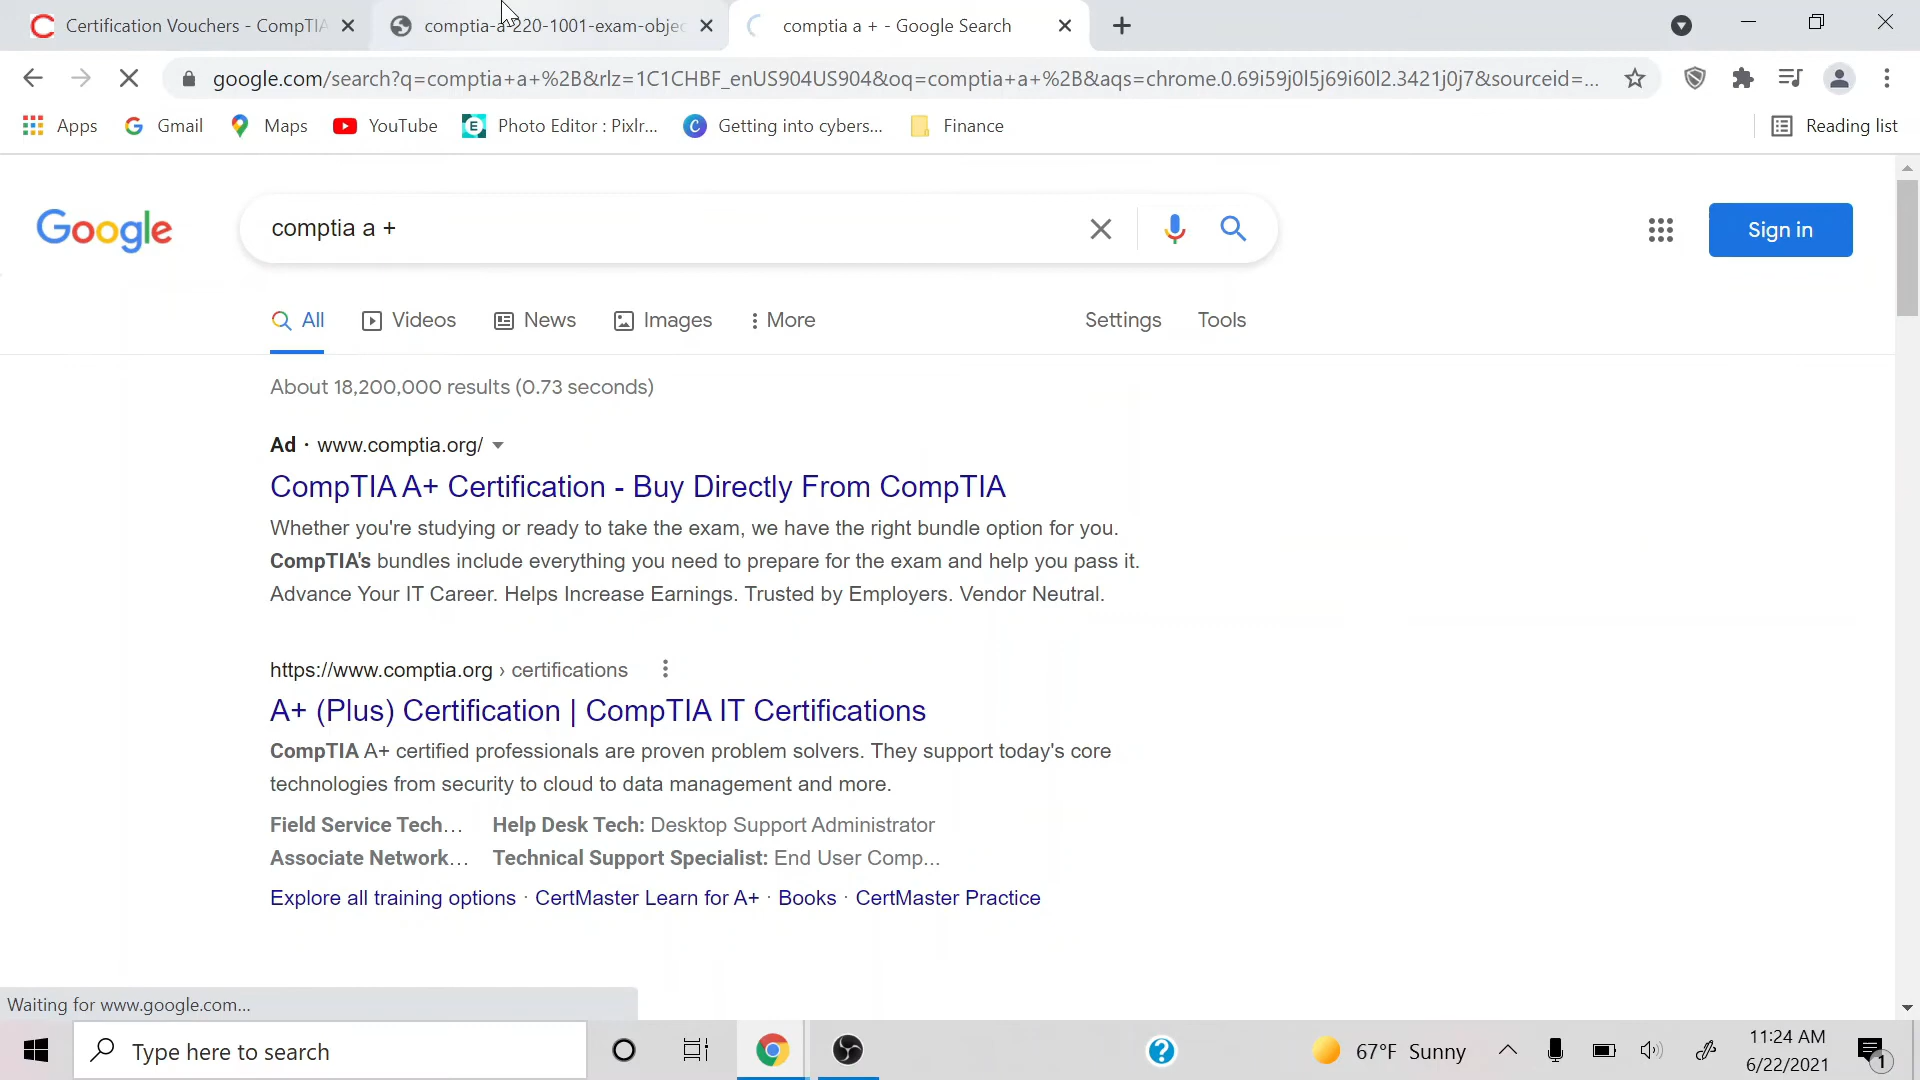 Certification Vouchers - CompTIA
comptia-a-220-1001-exam-objec
comptia a + - Google Search
google.com/search?q=comptia+a+%2B&rlz=1C1CHBF_enUS904US904&oq=comptia+a+%2B&aqs=chrome.0.69i59j0l5j69i60l2.3421j0j7&sourceid=...
Apps Gmail Maps YouTube Photo Editor : Pixlr... Getting into cybers... Finance Reading list
Google
comptia a +
Sign in
All Videos News Images More Settings Tools
About 18,200,000 results (0.73 seconds)
Ad · www.comptia.org/
CompTIA A+ Certification - Buy Directly From CompTIA
Whether you're studying or ready to take the exam, we have the right bundle option for you.
CompTIA's bundles include everything you need to prepare for the exam and help you pass it.
Advance Your IT Career. Helps Increase Earnings. Trusted by Employers. Vendor Neutral.
https://www.comptia.org › certifications
A+ (Plus) Certification | CompTIA IT Certifications
CompTIA A+ certified professionals are proven problem solvers. They support today's core
technologies from security to cloud to data management and more.
Field Service Tech... Help Desk Tech: Desktop Support Administrator
Associate Network... Technical Support Specialist: End User Comp...
Explore all training options · CertMaster Learn for A+ · Books · CertMaster Practice
Waiting for www.google.com...
Type here to search
67°F Sunny
11:24 AM
6/22/2021
1